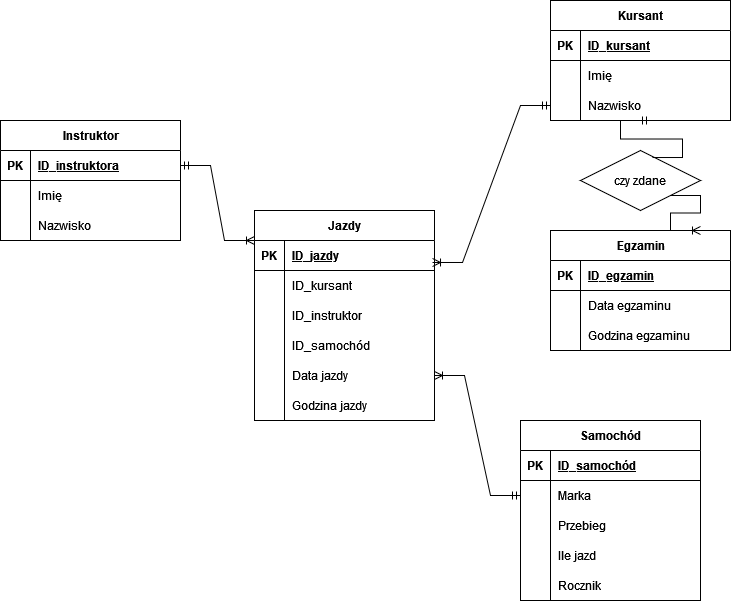 Kursant
PK ID_kursant
Imię
Nazwisko
czy zdane
Egzamin
PK ID_egzamin
Data egzaminu
Godzina egzaminu
Instruktor
PK ID_instruktora
Imię
Nazwisko
Jazdy
PK ID_jazdy
ID_kursant
ID_instruktor
ID_samochód
Data jazdy
Godzina jazdy
Samochód
PK ID_samochód
Marka
Przebieg
Ile jazd
Rocznik